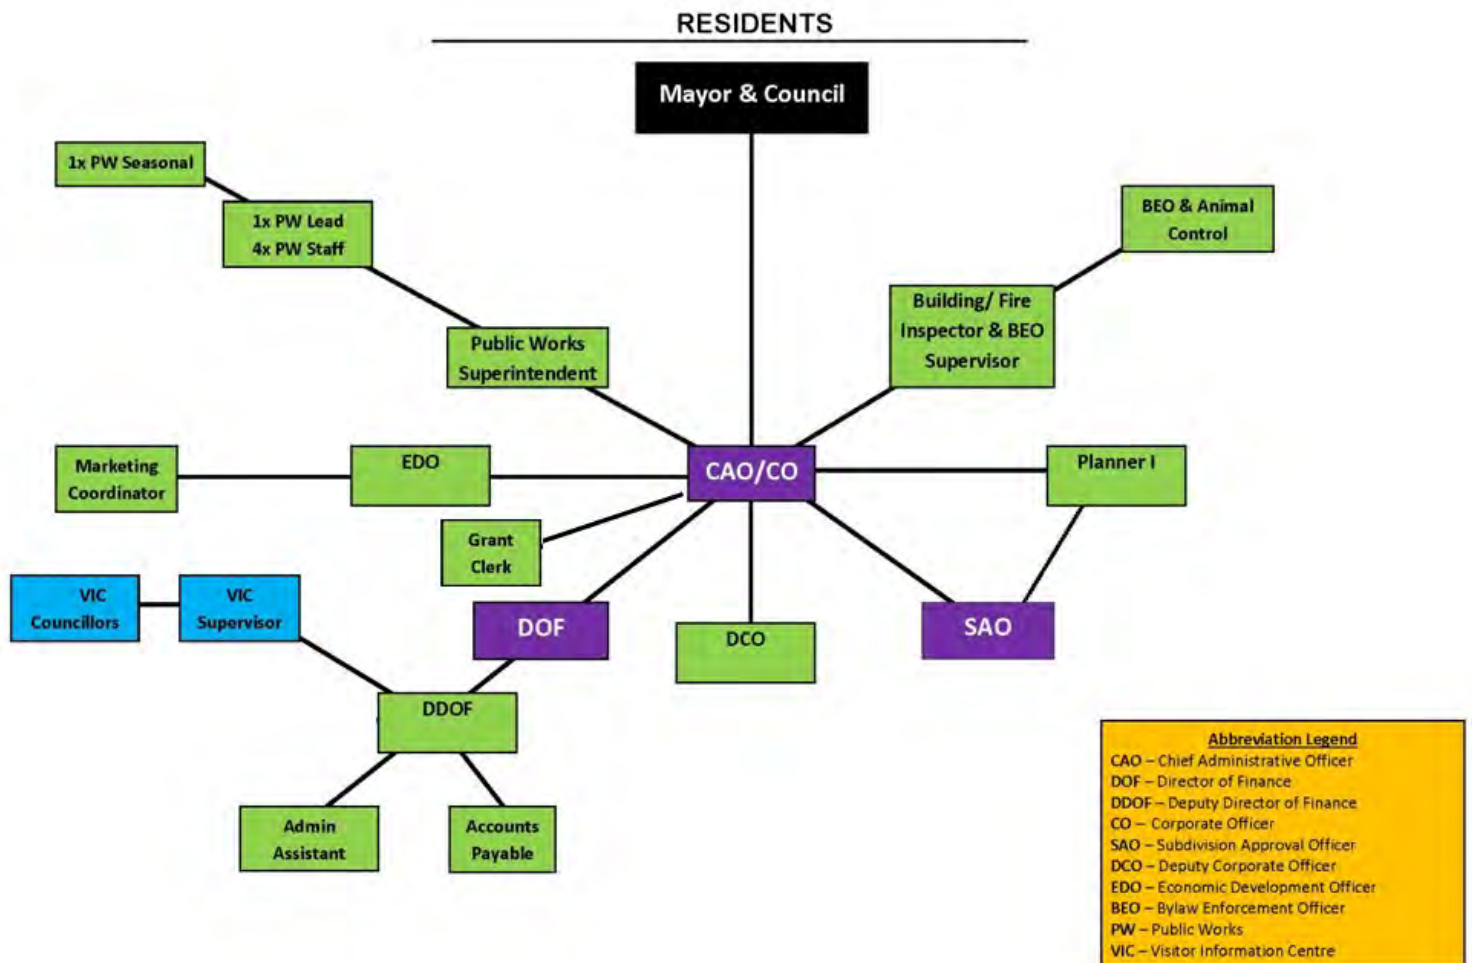 RESIDENTS
Mayor & Council
1x PW Seasonal
1x PW Lead
4x PW Staff
BEO & Animal
Control
Building/ Fire
Inspector & BEO
Supervisor
Public Works
Superintendent
Marketing
Coordinator
EDO
CAO/CO
Planner I
Grant
Clerk
VIC
Councillors
VIC
Supervisor
DOF
DCO
SAO
DDOF
Admin
Assistant
Accounts
Payable
Abbreviation Legend
CAO – Chief Administrative Officer
DOF – Director of Finance
DDOF – Deputy Director of Finance
CO – Corporate Officer
SAO – Subdivision Approval Officer
DCO – Deputy Corporate Officer
EDO – Economic Development Officer
BEO – Bylaw Enforcement Officer
PW – Public Works
VIC – Visitor Information Centre